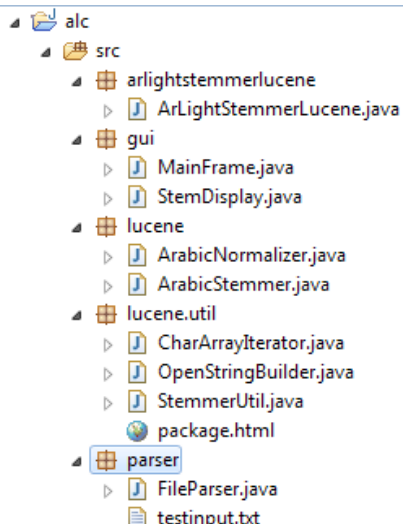 alc
src
arlightstemmerlucene
ArLightStemmerLucene.java
gui
MainFrame.java
StemDisplay.java
lucene
ArabicNormalizer.java
ArabicStemmer.java
lucene.util
CharArrayIterator.java
OpenStringBuilder.java
StemmerUtil.java
package.html
parser
FileParser.java
testinput.txt